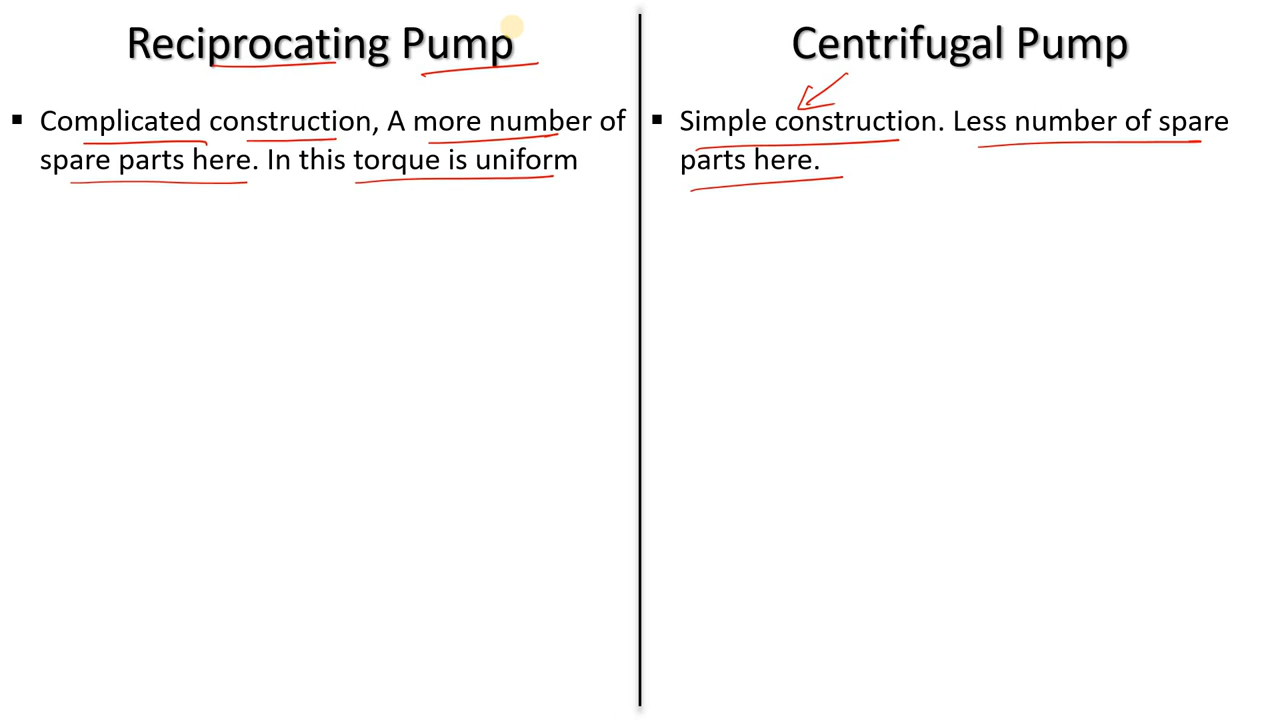 Reciprocating Pump
▪ Complicated construction, A more number of
spare parts here. In this torque is uniform
Centrifugal Pump
▪ Simple construction. Less number of spare
parts here.